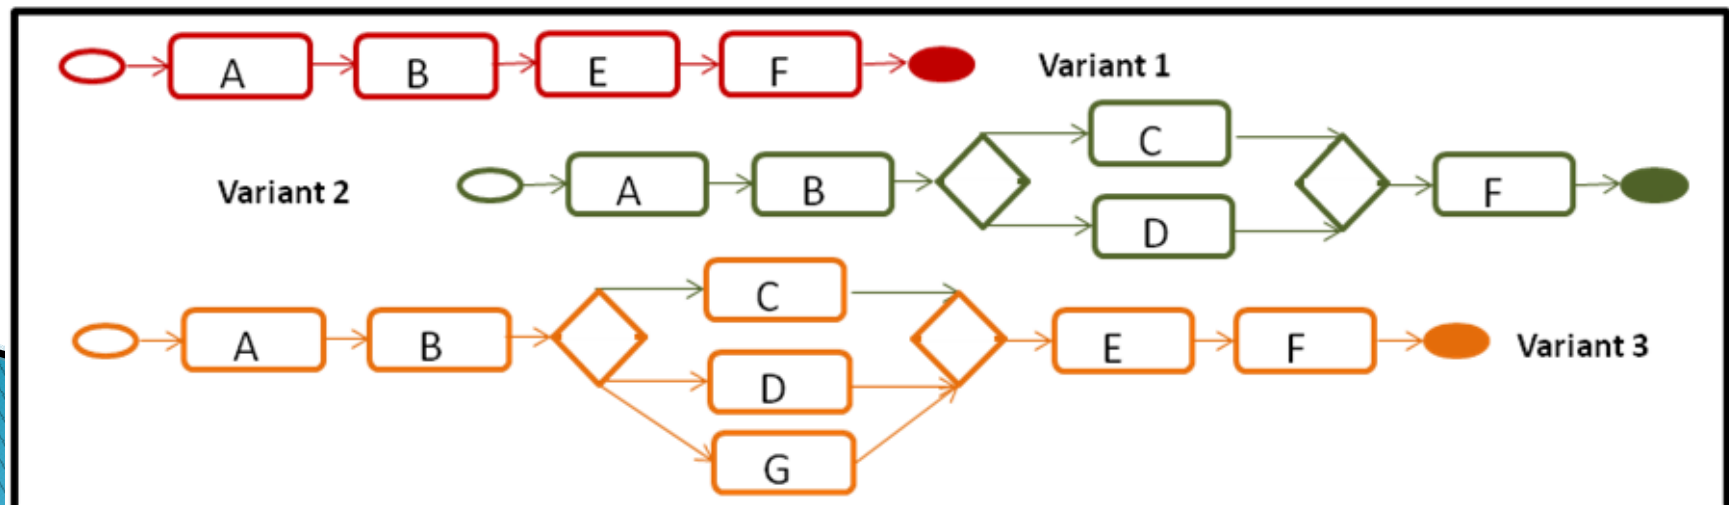 A B E F Variant 1
C
Variant 2 A B F
D
C
A B E F Variant 3
D
G